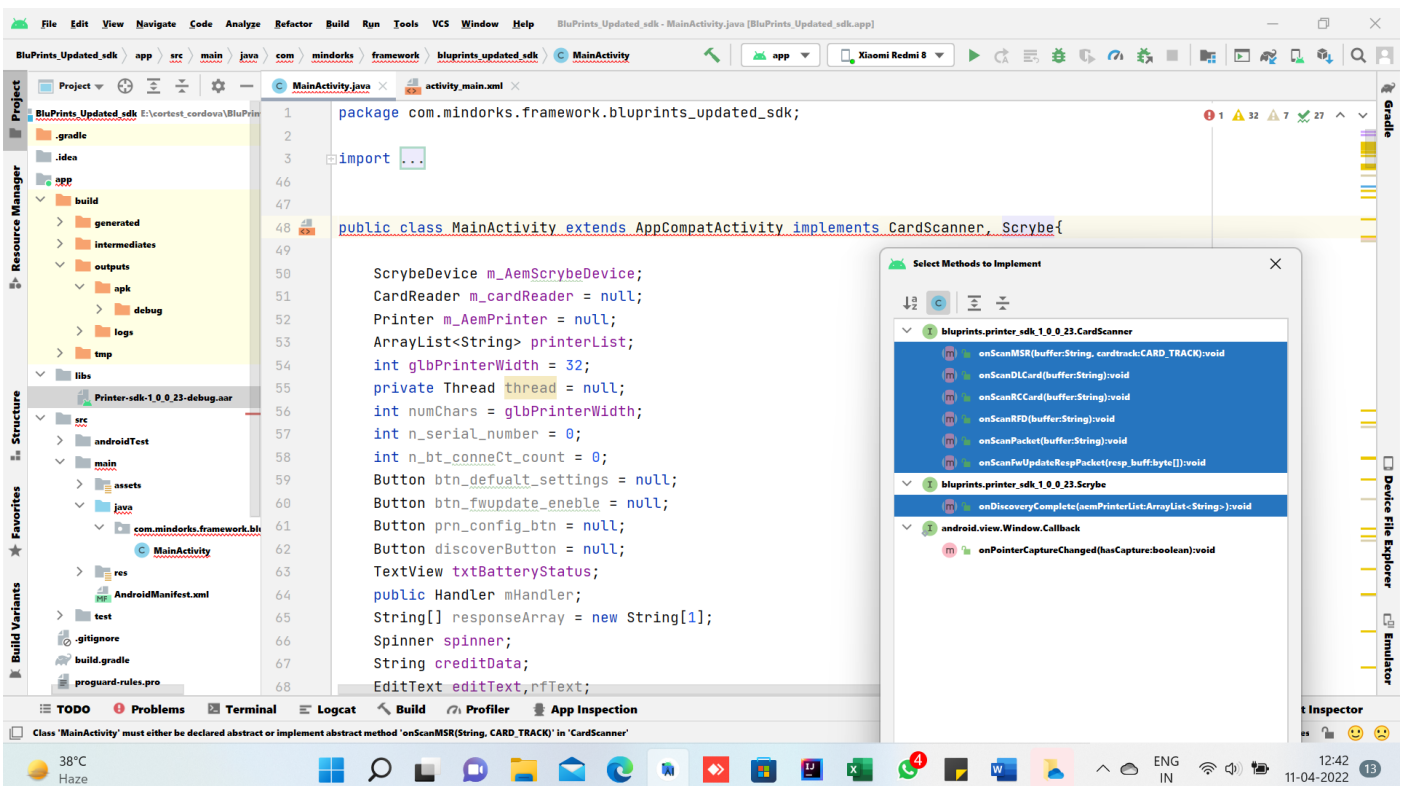 File Edit View Navigate Code Analyze Refactor Build Run Tools VCS Window Help BluPrints_Updated_sdk - MainActivity.java [BluPrints_Updated_sdk.app]
BluPrints_Updated_sdk app src main java com mindorks framework bluprints_updated_sdk MainActivity app Xiaomi Redmi 8
Project MainActivity.java activity_main.xml
BluPrints_Updated_sdk E:\cortest_cordova\BluPrin
.gradle
.idea
app
build
generated
intermediates
outputs
apk
debug
logs
tmp
libs
Printer-sdk-1_0_0_23-debug.aar
src
androidTest
main
assets
java
com.mindorks.framework.blu
MainActivity
res
AndroidManifest.xml
test
.gitignore
build.gradle
proguard-rules.pro
Project
Resource Manager
Structure
Favorites
Build Variants
1 package com.mindorks.framework.bluprints_updated_sdk;
2
3 import ...
46
47
48 public class MainActivity extends AppCompatActivity implements CardScanner, Scrybe{
49
50 ScrybeDevice m_AemScrybeDevice;
51 CardReader m_cardReader = null;
52 Printer m_AemPrinter = null;
53 ArrayList<String> printerList;
54 int glbPrinterWidth = 32;
55 private Thread thread = null;
56 int numChars = glbPrinterWidth;
57 int n_serial_number = 0;
58 int n_bt_conneCt_count = 0;
59 Button btn_defualt_settings = null;
60 Button btn_fwupdate_eneble = null;
61 Button prn_config_btn = null;
62 Button discoverButton = null;
63 TextView txtBatteryStatus;
64 public Handler mHandler;
65 String[] responseArray = new String[1];
66 Spinner spinner;
67 String creditData;
68 EditText editText,rfText;
1 32 7 27
Select Methods to Implement
bluprints.printer_sdk_1_0_0_23.CardScanner
onScanMSR(buffer:String, cardtrack:CARD_TRACK):void
onScanDLCard(buffer:String):void
onScanRCCard(buffer:String):void
onScanRFD(buffer:String):void
onScanPacket(buffer:String):void
onScanFwUpdateRespPacket(resp_buff:byte[]):void
bluprints.printer_sdk_1_0_0_23.Scrybe
onDiscoveryComplete(aemPrinterList:ArrayList<String>):void
android.view.Window.Callback
onPointerCaptureChanged(hasCapture:boolean):void
Gradle
Device File Explorer
Emulator
TODO Problems Terminal Logcat Build Profiler App Inspection t Inspector
Class 'MainActivity' must either be declared abstract or implement abstract method 'onScanMSR(String, CARD_TRACK)' in 'CardScanner' es
38°C
Haze
4
ENG
IN
12:42
11-04-2022
13